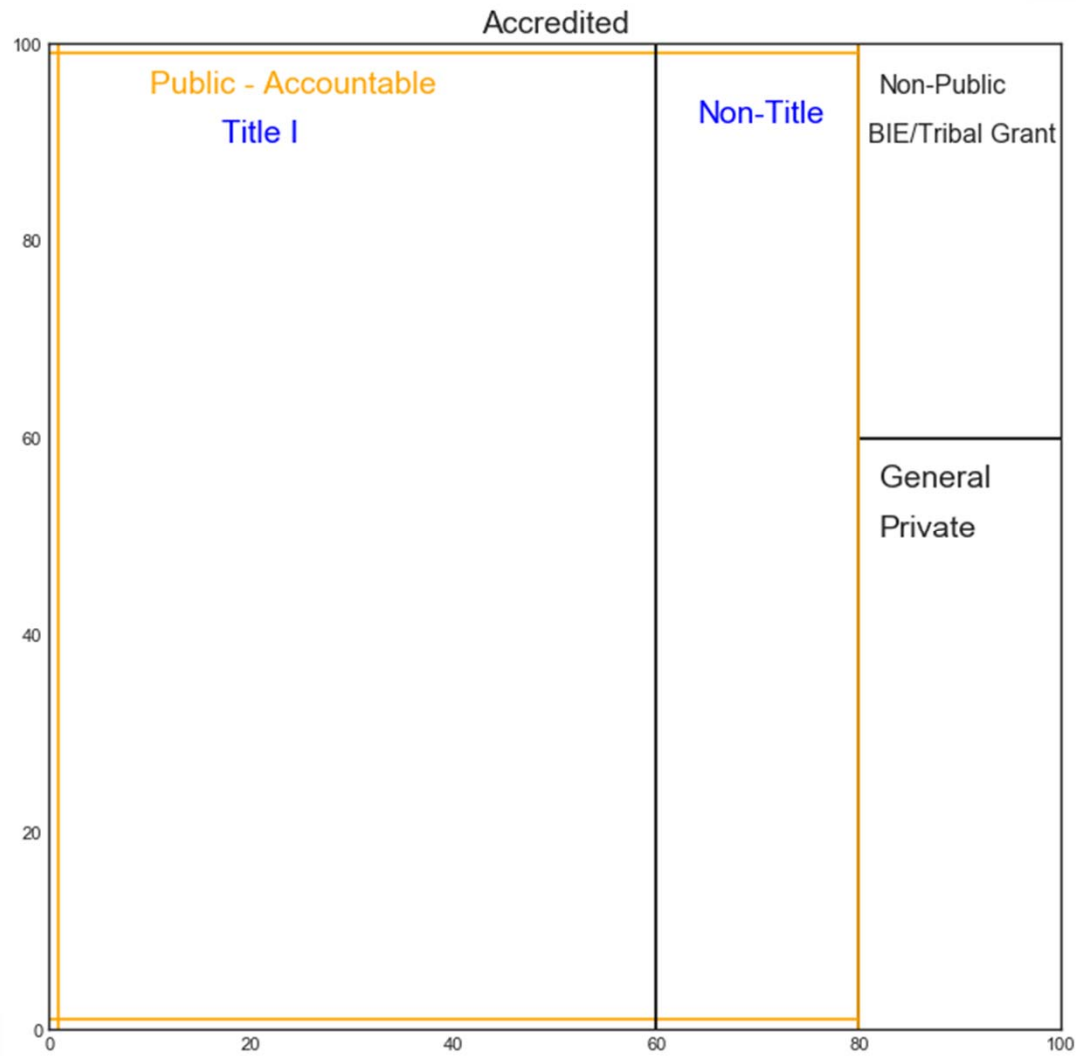 Accredited
100
Public - Accountable
Title I
Non-Title
Non-Public
BIE/Tribal Grant
80
60
General
Private
40
20
0
0 20 40 60 80 100